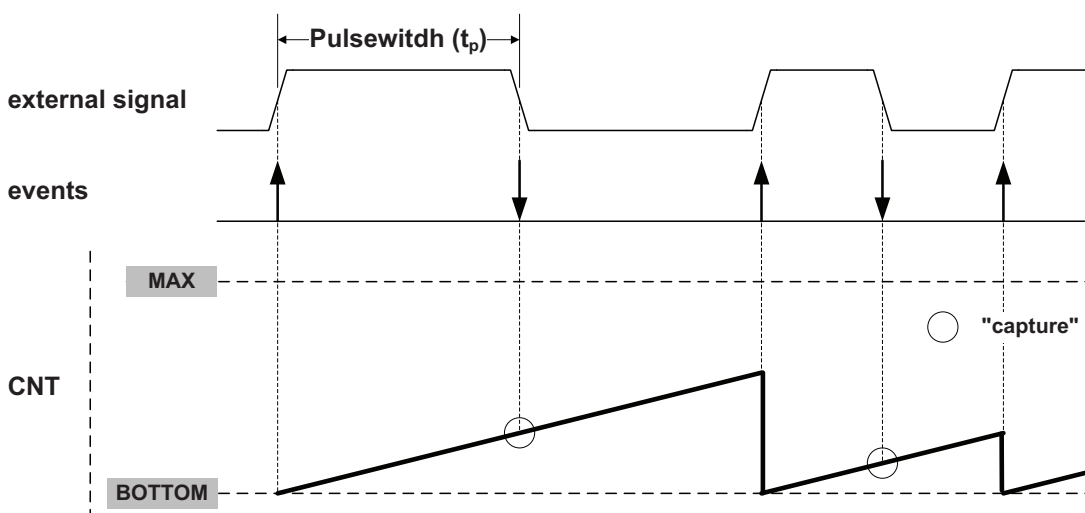 Pulsewitdh (tp)
external signal
events
MAX
"capture"
CNT
BOTTOM